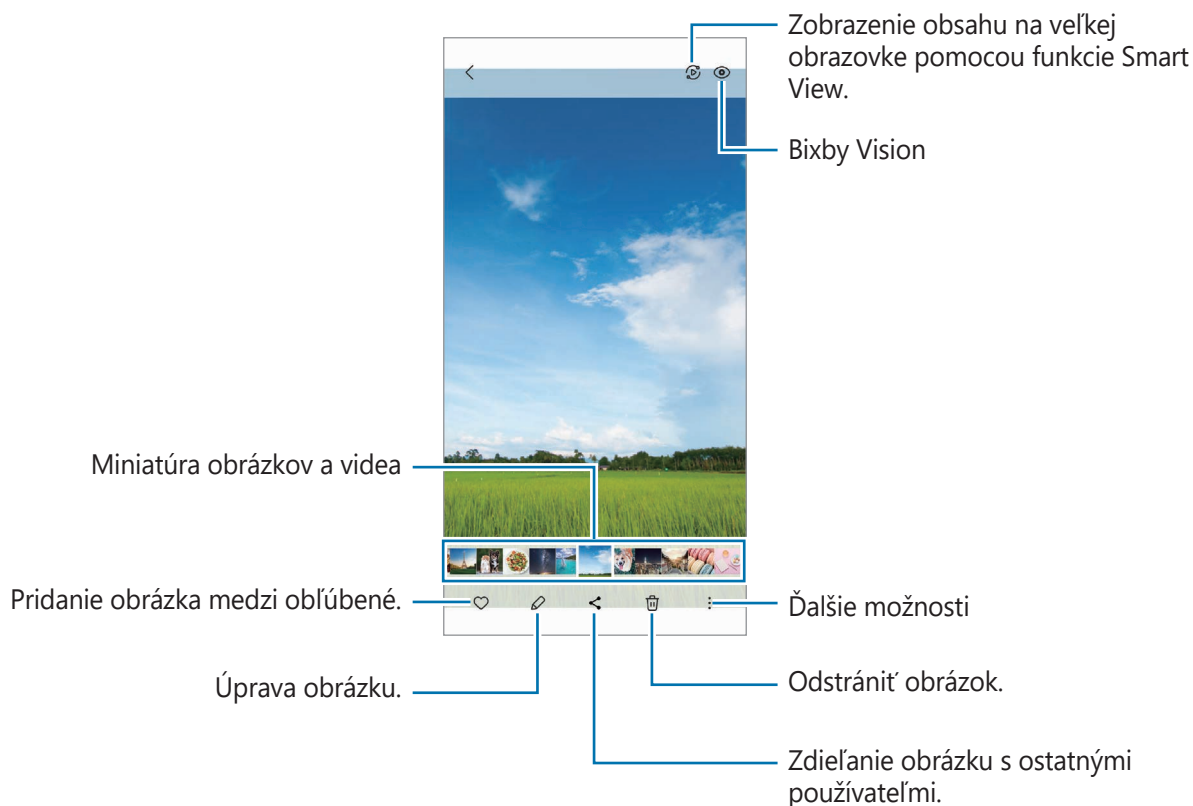 Zobrazenie obsahu na veľkej
obrazovke pomocou funkcie Smart
View.
Bixby Vision
Miniatúra obrázkov a videa
Pridanie obrázka medzi obľúbené.
Ďalšie možnosti
Úprava obrázku.
Odstrániť obrázok.
Zdieľanie obrázku s ostatnými
používateľmi.